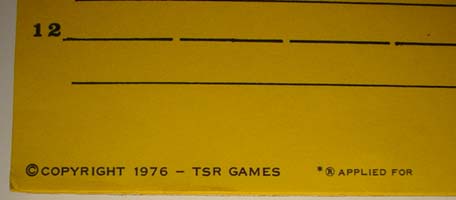 12
©COPYRIGHT 1976 – TSR GAMES *® APPLIED FOR